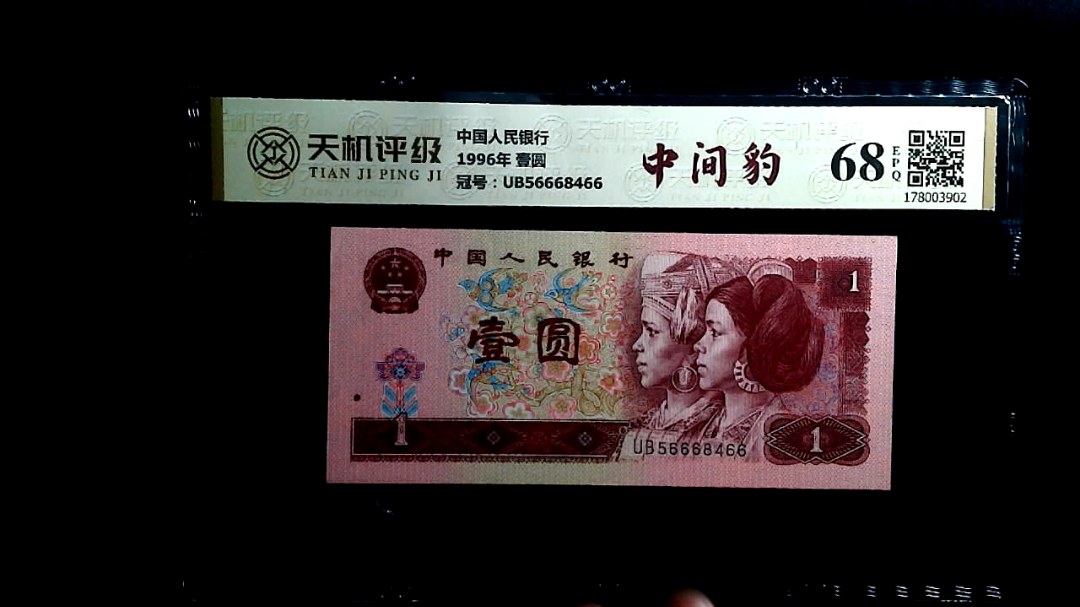 天机评级
TIAN JI PING JI
中国人民银行
1996年 壹圆
冠号：UB56668466
中间豹
68
EPQ
178003902
中国人民银行
1
壹圆
1
UB56668466
1